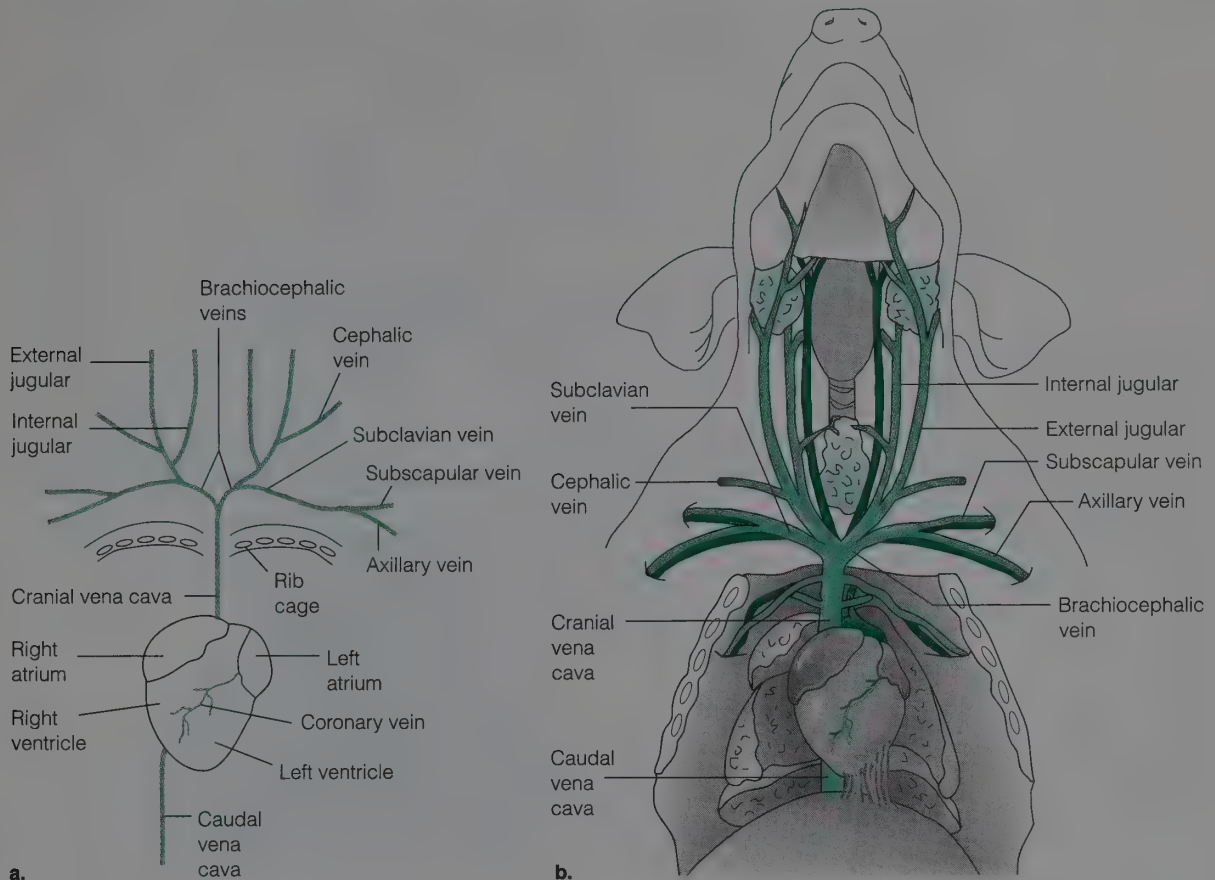 Brachiocephalic
veins
Cephalic
vein
External
jugular
Internal
jugular
Subclavian vein
Subscapular vein
Axillary vein
Rib
cage
Cranial vena cava
Right
atrium
Left
atrium
Right
ventricle
Coronary vein
Left ventricle
Caudal
vena
cava
a.
Subclavian
vein
Internal jugular
External jugular
Cephalic
vein
Subscapular vein
Axillary vein
Brachiocephalic
vein
Cranial
vena
cava
Caudal
vena
cava
b.